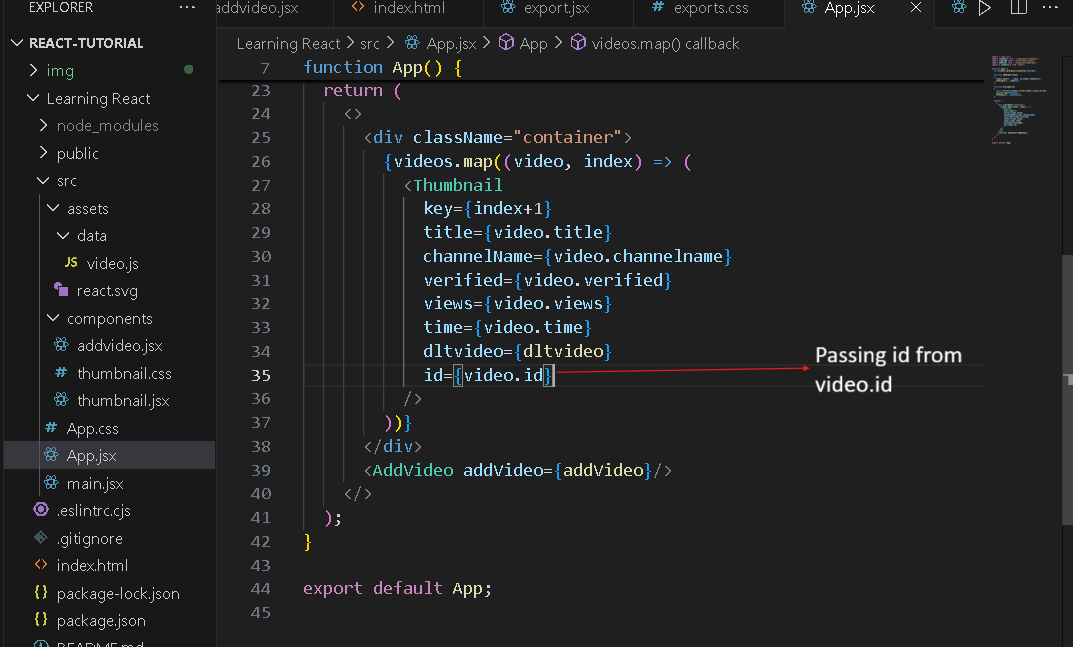 EXPLORER ···
addvideo.jsx
index.html
export.jsx
exports.css
App.jsx
REACT-TUTORIAL
img
Learning React
node_modules
public
src
assets
data
JS video.js
react.svg
components
addvideo.jsx
# thumbnail.css
thumbnail.jsx
# App.css
App.jsx
main.jsx
.eslintrc.cjs
.gitignore
index.html
package-lock.json
package.json
README.md
Learning React > src > App.jsx > App > videos.map() callback
7 function App() {
23 return (
24 <>
25 <div className="container">
26 {videos.map((video, index) => (
27 <Thumbnail
28 key={index+1}
29 title={video.title}
30 channelName={video.channelname}
31 verified={video.verified}
32 views={video.views}
33 time={video.time}
34 dltvideo={dltvideo}
35 id={video.id}
36 />
37 ))}
38 </div>
39 <AddVideo addVideo={addVideo}/>
40 </>
41 );
42 }
43
44 export default App;
45
Passing id from
video.id